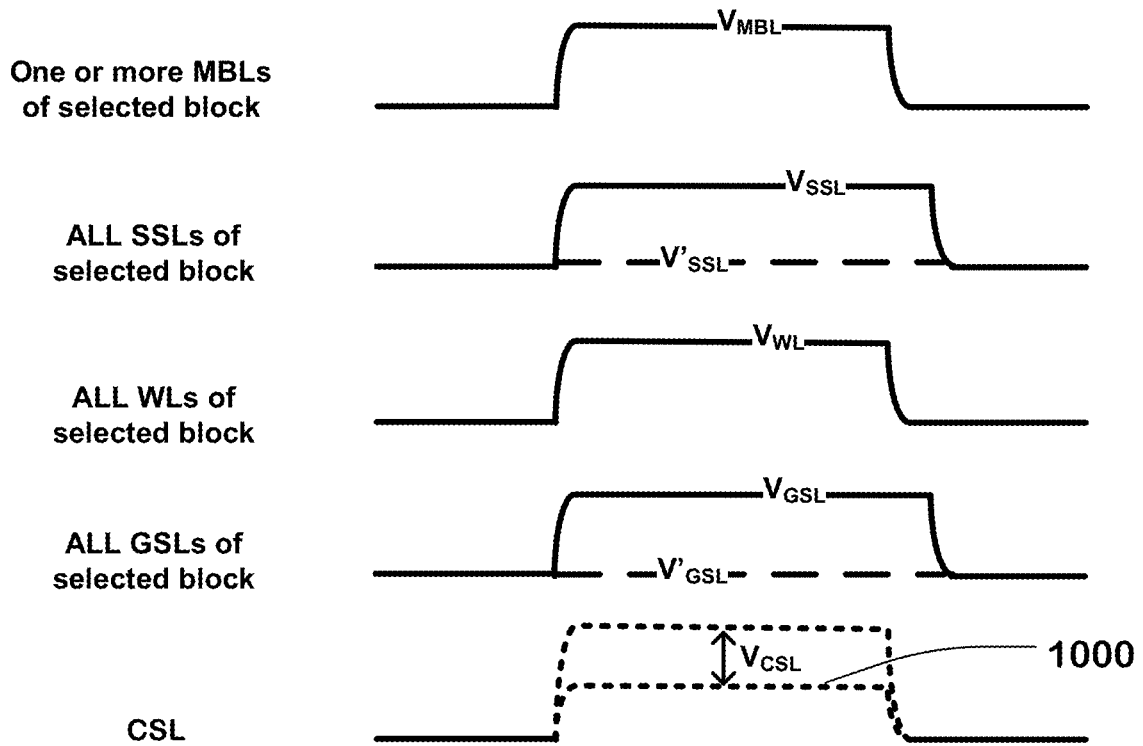 V_MBL
One or more MBLs
of selected block
V_SSL
ALL SSLs of
selected block
V'_SSL
V_WL
ALL WLs of
selected block
V_GSL
ALL GSLs of
selected block
V'_GSL
V_CSL
1000
CSL